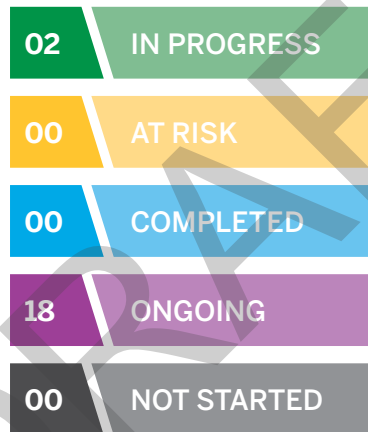 02 IN PROGRESS
00 AT RISK
00 COMPLETED
18 ONGOING
00 NOT STARTED